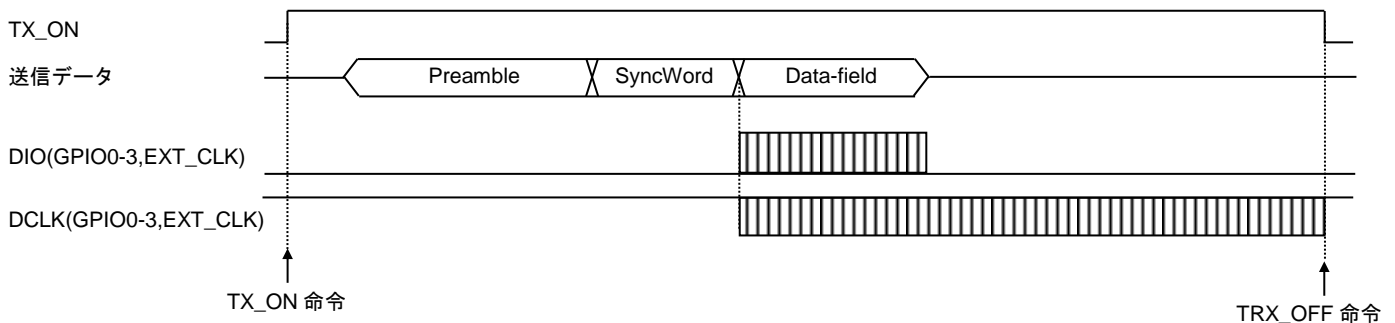 TX_ON
送信データ
Preamble
SyncWord
Data-field
DIO(GPIO0-3,EXT_CLK)
DCLK(GPIO0-3,EXT_CLK)
TX_ON 命令
TRX_OFF 命令